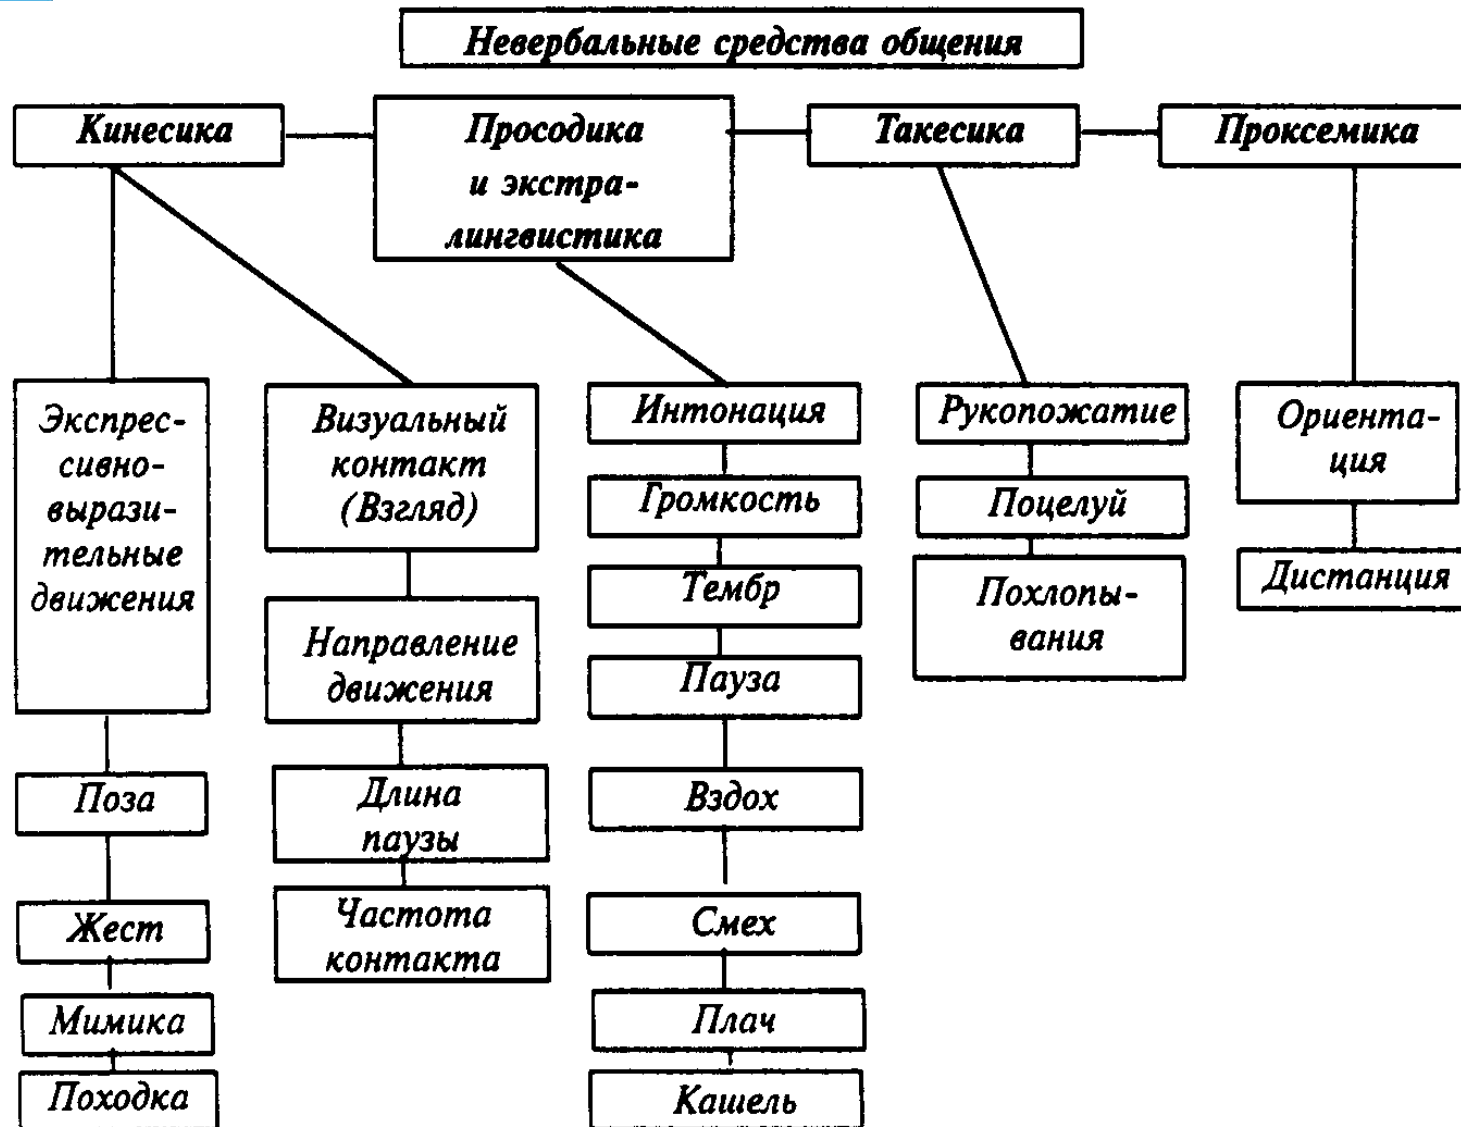 Невербальные средства общения
Кинесика
Просодика
и экстра-
лингвистика
Такесика
Проксемика
Экспрес-
сивно-
вырази-
тельные
движения
Поза
Жест
Мимика
Походка
Визуальный
контакт
(Взгляд)
Направление
движения
Длина
паузы
Частота
контакта
Интонация
Громкость
Тембр
Пауза
Вздох
Смех
Плач
Кашель
Рукопожатие
Поцелуй
Похлопы-
вания
Ориента-
ция
Дистанция